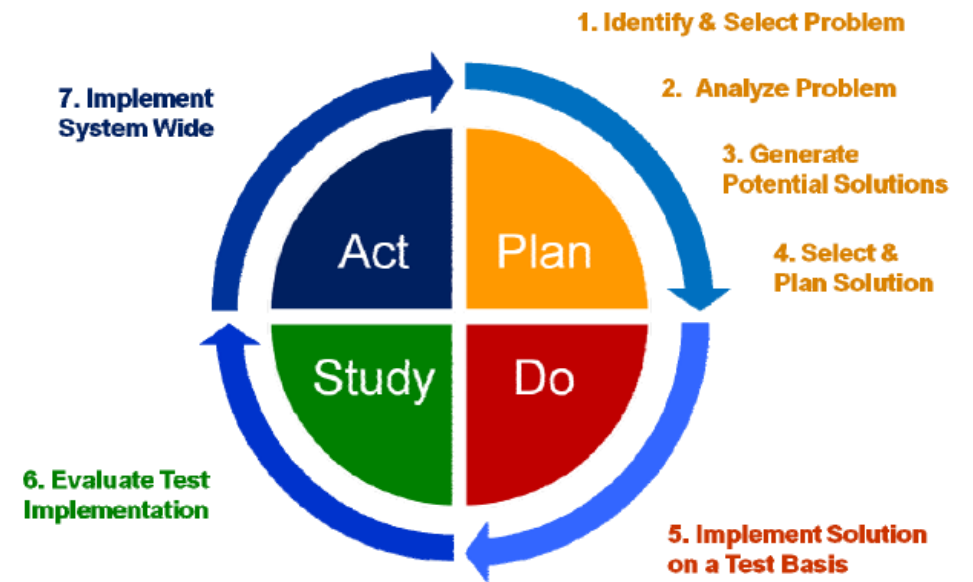 1. Identify & Select Problem
2. Analyze Problem
3. Generate
Potential Solutions
4. Select &
Plan Solution
5. Implement Solution
on a Test Basis
6. Evaluate Test
Implementation
7. Implement
System Wide
Act
Plan
Study
Do